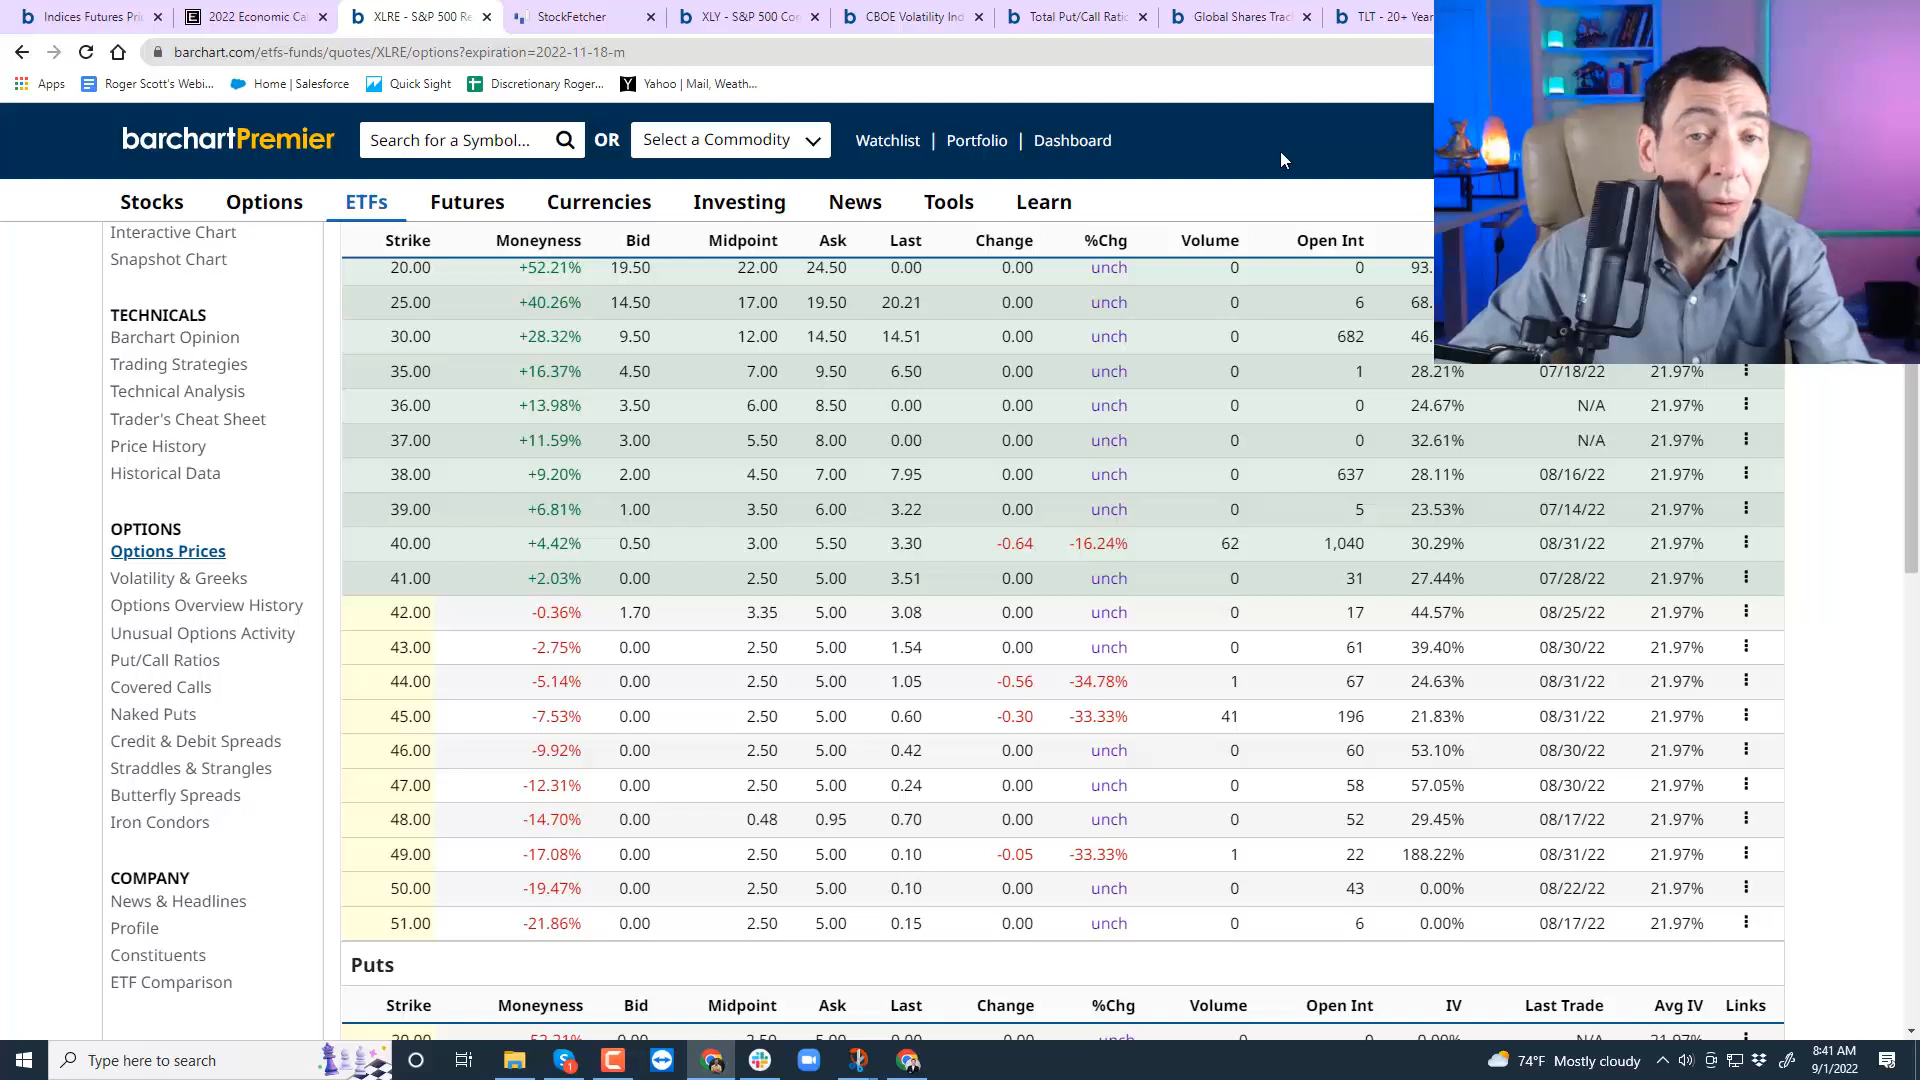 Indices Futures Pri
2022 Economic Ca
XLRE - S&P 500 Re
StockFetcher
XLY - S&P 500 Co
CBOE Volatility Ind
Total Put/Call Ratio
Global Shares Trac
TLT - 20+ Year
barchart.com/etfs-funds/quotes/XLRE/options?expiration=2022-11-18-m
Apps Roger Scott's Webi... Home | Salesforce Quick Sight Discretionary Roger... Yahoo | Mail, Weath...
barchartPremier Search for a Symbol... OR Select a Commodity Watchlist | Portfolio | Dashboard
Stocks Options ETFs Futures Currencies Investing News Tools Learn
Interactive Chart
Snapshot Chart
TECHNICALS
Barchart Opinion
Trading Strategies
Technical Analysis
Trader's Cheat Sheet
Price History
Historical Data
OPTIONS
Options Prices
Volatility & Greeks
Options Overview History
Unusual Options Activity
Put/Call Ratios
Covered Calls
Naked Puts
Credit & Debit Spreads
Straddles & Strangles
Butterfly Spreads
Iron Condors
COMPANY
News & Headlines
Profile
Constituents
ETF Comparison
Strike Moneyness Bid Midpoint Ask Last Change %Chg Volume Open Int
20.00 +52.21% 19.50 22.00 24.50 0.00 0.00 unch 0 0 93.
25.00 +40.26% 14.50 17.00 19.50 20.21 0.00 unch 0 6 68.
30.00 +28.32% 9.50 12.00 14.50 14.51 0.00 unch 0 682 46.
35.00 +16.37% 4.50 7.00 9.50 6.50 0.00 unch 0 1 28.21% 07/18/22 21.97%
36.00 +13.98% 3.50 6.00 8.50 0.00 0.00 unch 0 0 24.67% N/A 21.97%
37.00 +11.59% 3.00 5.50 8.00 0.00 0.00 unch 0 0 32.61% N/A 21.97%
38.00 +9.20% 2.00 4.50 7.00 7.95 0.00 unch 0 637 28.11% 08/16/22 21.97%
39.00 +6.81% 1.00 3.50 6.00 3.22 0.00 unch 0 5 23.53% 07/14/22 21.97%
40.00 +4.42% 0.50 3.00 5.50 3.30 -0.64 -16.24% 62 1,040 30.29% 08/31/22 21.97%
41.00 +2.03% 0.00 2.50 5.00 3.51 0.00 unch 0 31 27.44% 07/28/22 21.97%
42.00 -0.36% 1.70 3.35 5.00 3.08 0.00 unch 0 17 44.57% 08/25/22 21.97%
43.00 -2.75% 0.00 2.50 5.00 1.54 0.00 unch 0 61 39.40% 08/30/22 21.97%
44.00 -5.14% 0.00 2.50 5.00 1.05 -0.56 -34.78% 1 67 24.63% 08/31/22 21.97%
45.00 -7.53% 0.00 2.50 5.00 0.60 -0.30 -33.33% 41 196 21.83% 08/31/22 21.97%
46.00 -9.92% 0.00 2.50 5.00 0.42 0.00 unch 0 60 53.10% 08/30/22 21.97%
47.00 -12.31% 0.00 2.50 5.00 0.24 0.00 unch 0 58 57.05% 08/30/22 21.97%
48.00 -14.70% 0.00 0.48 0.95 0.70 0.00 unch 0 52 29.45% 08/17/22 21.97%
49.00 -17.08% 0.00 2.50 5.00 0.10 -0.05 -33.33% 1 22 188.22% 08/31/22 21.97%
50.00 -19.47% 0.00 2.50 5.00 0.10 0.00 unch 0 43 0.00% 08/22/22 21.97%
51.00 -21.86% 0.00 2.50 5.00 0.15 0.00 unch 0 6 0.00% 08/17/22 21.97%
Puts
Strike Moneyness Bid Midpoint Ask Last Change %Chg Volume Open Int IV Last Trade Avg IV Links
Type here to search
74°F Mostly cloudy
8:41 AM
9/1/2022